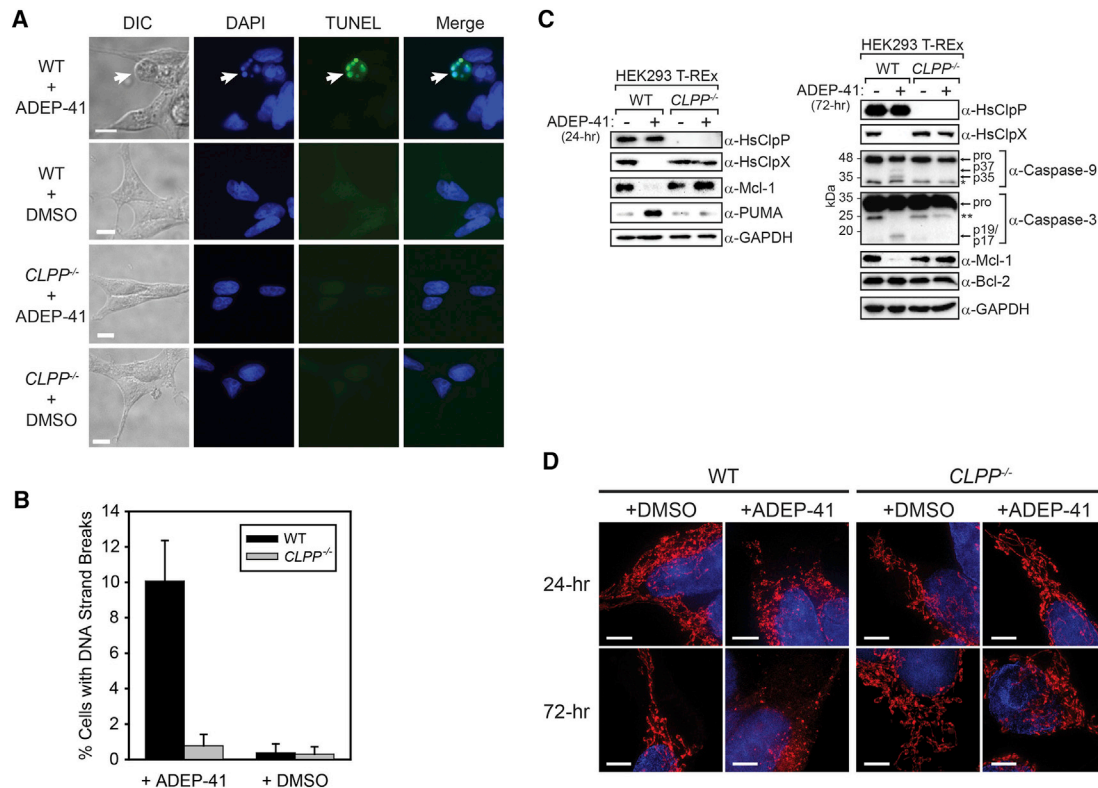 A
DIC DAPI TUNEL Merge
WT
+
ADEP-41
WT
+
DMSO
CLPP-/-
+
ADEP-41
CLPP-/-
+
DMSO
B
% Cells with DNA Strand Breaks
14
12
10
8
6
4
2
0
WT
CLPP-/-
+ ADEP-41 + DMSO
C
HEK293 T-REx
WT CLPP-/-
ADEP-41: - + - +
(24-hr)
α-HsClpP
α-HsClpX
α-Mcl-1
α-PUMA
α-GAPDH
HEK293 T-REx
WT CLPP-/-
ADEP-41: - + - +
(72-hr)
α-HsClpP
α-HsClpX
48
35
pro
p37
p35
*
α-Caspase-9
kDa
35
25
20
pro
**
p19/
p17
α-Caspase-3
α-Mcl-1
α-Bcl-2
α-GAPDH
D
WT CLPP-/-
+DMSO +ADEP-41 +DMSO +ADEP-41
24-hr
72-hr